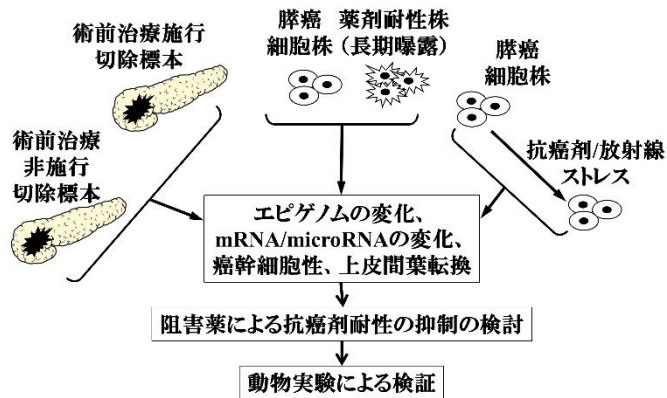 術前治療施行
切除標本
術前治療
非施行
切除標本
膵癌 薬剤耐性株
細胞株（長期曝露）
膵癌
細胞株
抗癌剤/放射線
ストレス
エピゲノムの変化、
mRNA/microRNAの変化、
癌幹細胞性、上皮間葉転換
阻害薬による抗癌剤耐性の抑制の検討
動物実験による検証